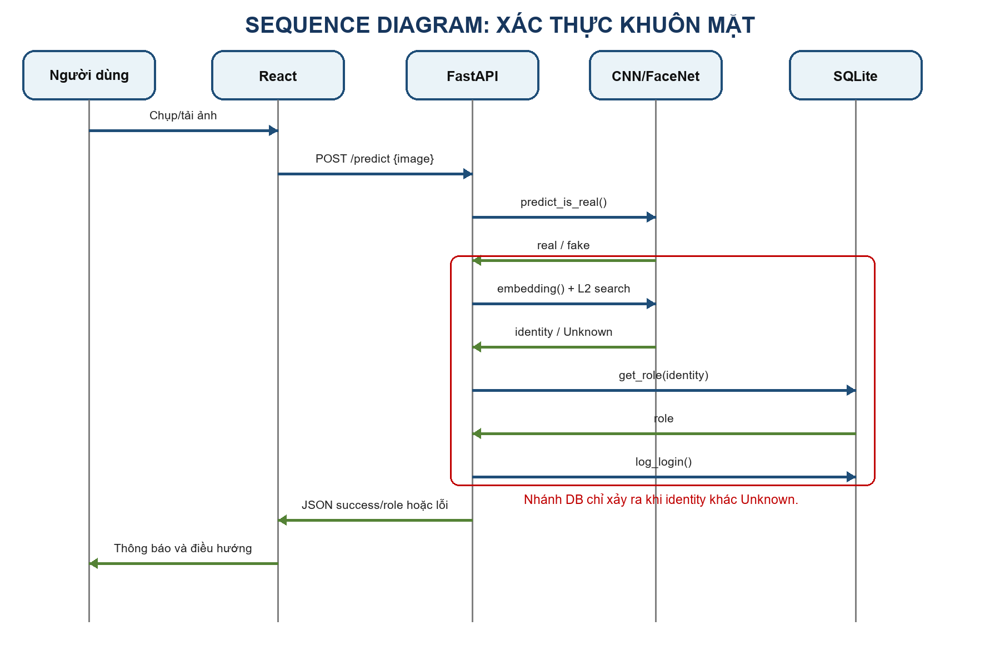 SEQUENCE DIAGRAM: XÁC THỰC KHUÔN MẶT
Người dùng
React
FastAPI
CNN/FaceNet
SQLite
Chụp/tải ảnh
POST /predict {image}
predict_is_real()
real / fake
embedding() + L2 search
identity / Unknown
get_role(identity)
role
log_login()
Nhánh DB chỉ xảy ra khi identity khác Unknown.
JSON success/role hoặc lỗi
Thông báo và điều hướng